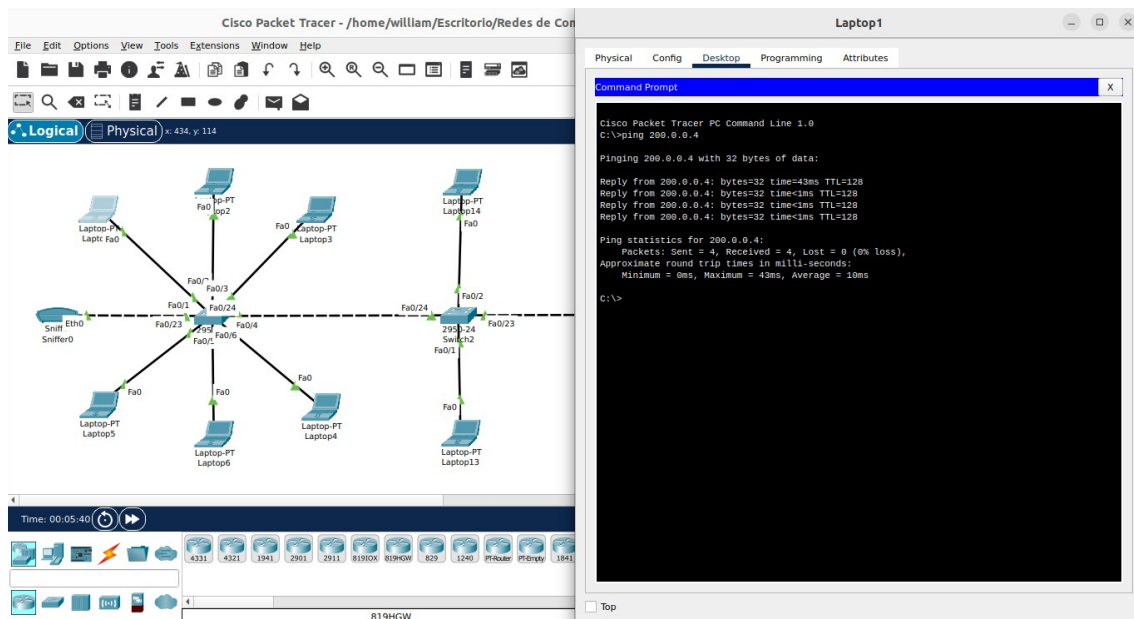 Cisco Packet Tracer - /home/william/Escritorio/Redes de Con
File Edit Options View Tools Extensions Window Help
Logical Physical x: 434, y: 114
Laptop-PT
Fa0
Laptop3
Fa0
Laptop-PT
Laptop14
Fa0
Fa0
Fa0/3
Fa0/1
Fa0/24
Fa0/23
Fa0/4
Fa0/6
Eth0
Sniffer0
Fa0/24
Fa0/2
Fa0/23
2950-24
Switch2
Fa0/1
Fa0
Laptop-PT
Laptop5
Fa0
Laptop-PT
Laptop6
Fa0
Laptop-PT
Laptop4
Fa0
Laptop-PT
Laptop13
Time: 00:05:40
4331 4321 1941 2901 2911 819IOX 819HGW 829 1240 PT-Router PT-Empty 1841
819HGW
Laptop1
Physical Config Desktop Programming Attributes
Command Prompt X
Cisco Packet Tracer PC Command Line 1.0
C:\>ping 200.0.0.4
Pinging 200.0.0.4 with 32 bytes of data:
Reply from 200.0.0.4: bytes=32 time=43ms TTL=128
Reply from 200.0.0.4: bytes=32 time<1ms TTL=128
Reply from 200.0.0.4: bytes=32 time<1ms TTL=128
Reply from 200.0.0.4: bytes=32 time<1ms TTL=128
Ping statistics for 200.0.0.4:
Packets: Sent = 4, Received = 4, Lost = 0 (0% loss),
Approximate round trip times in milli-seconds:
Minimum = 0ms, Maximum = 43ms, Average = 10ms
C:\>
Top